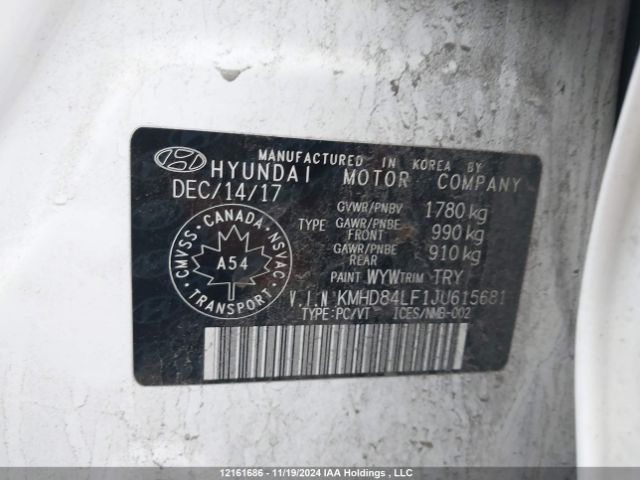 MANUFACTURED IN KOREA BY
HYUNDAI MOTOR COMPANY
DEC/14/17
GVWR/PNBV 1780 kg
TYPE GAWR/PNBE FRONT 990 kg
GAWR/PNBE REAR 910 kg
PAINT WYW TRIM TRY
CANADA
CMVSS NSVAC
A54
TRANSPORT
V.I.N KMHD84LF1JU615681
TYPE:PC/VT ICES/NMB-002
12161686 - 11/19/2024 IAA Holdings , LLC